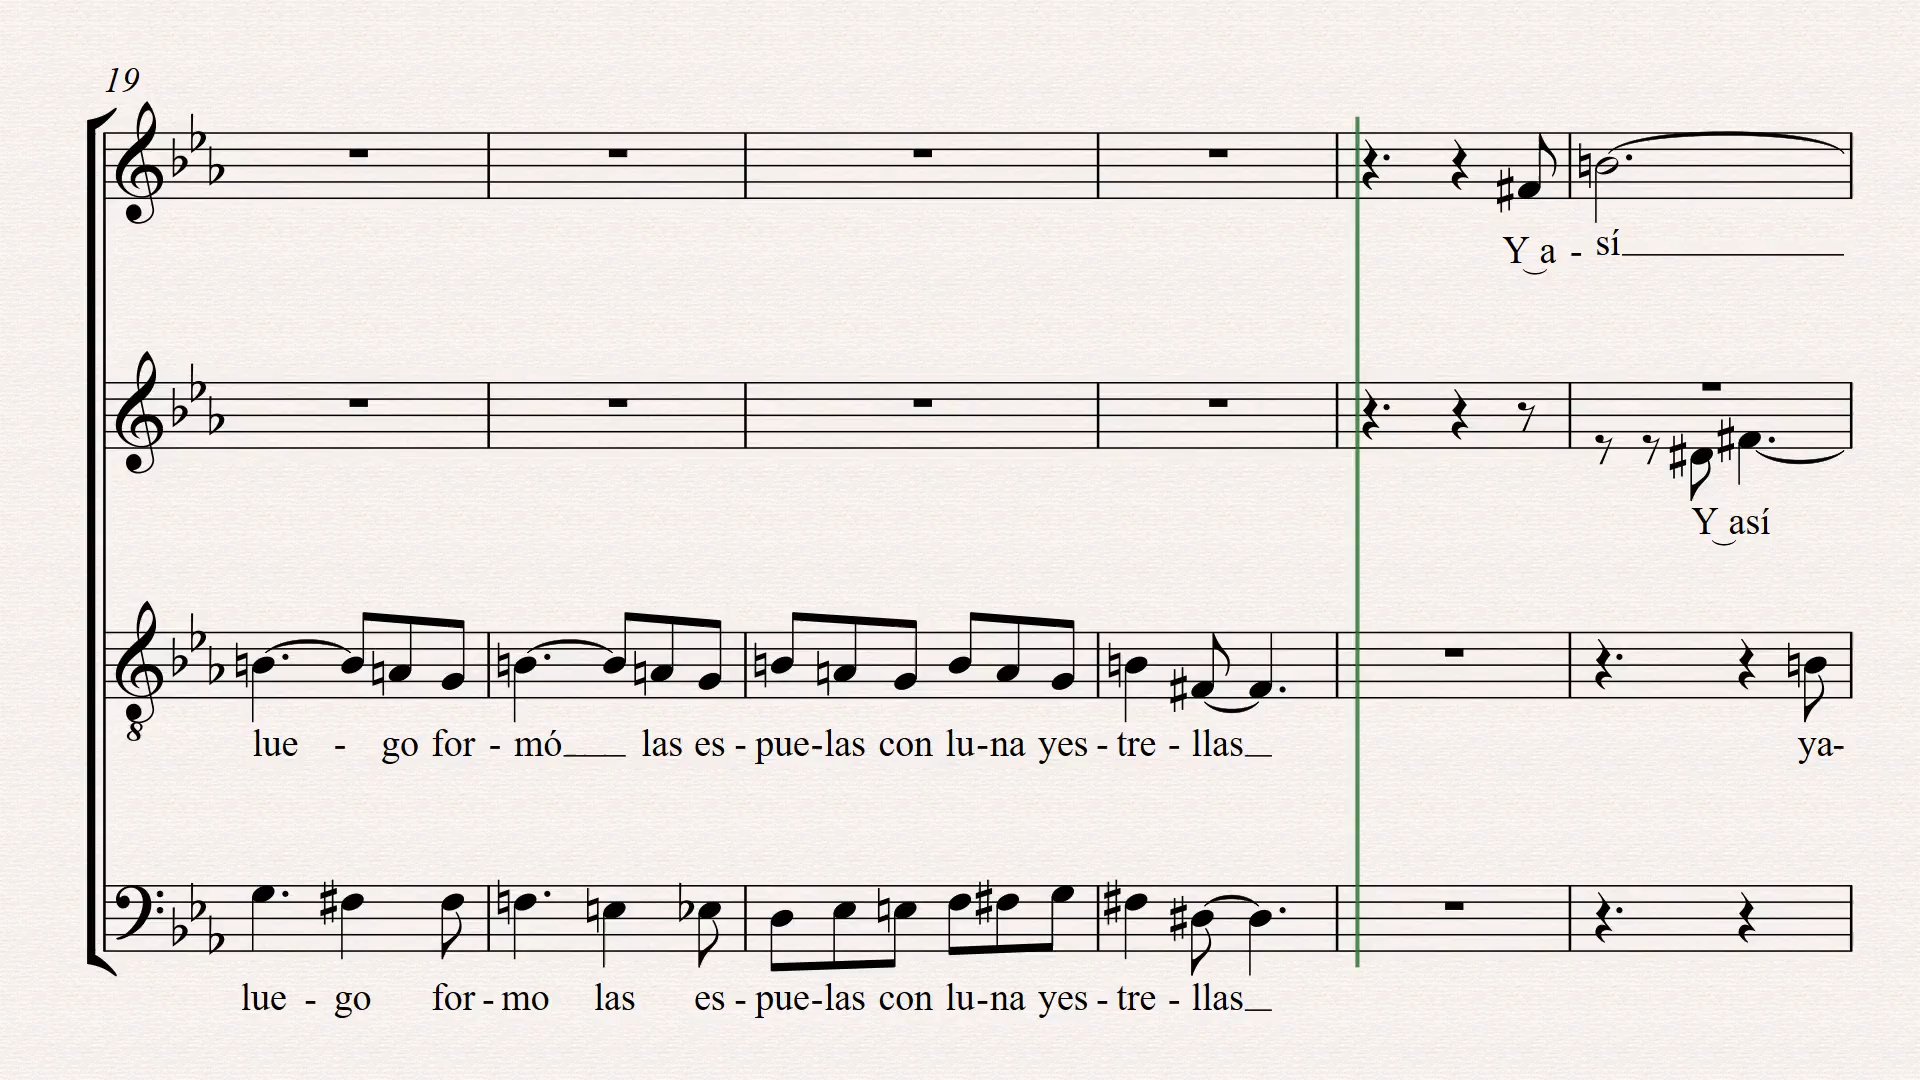 19
Y a - sí
Y así
8
lue - go for - mó las es - pue-las con lu-na yes - tre - llas ya-
lue - go for - mo las es - pue-las con lu-na yes - tre - llas